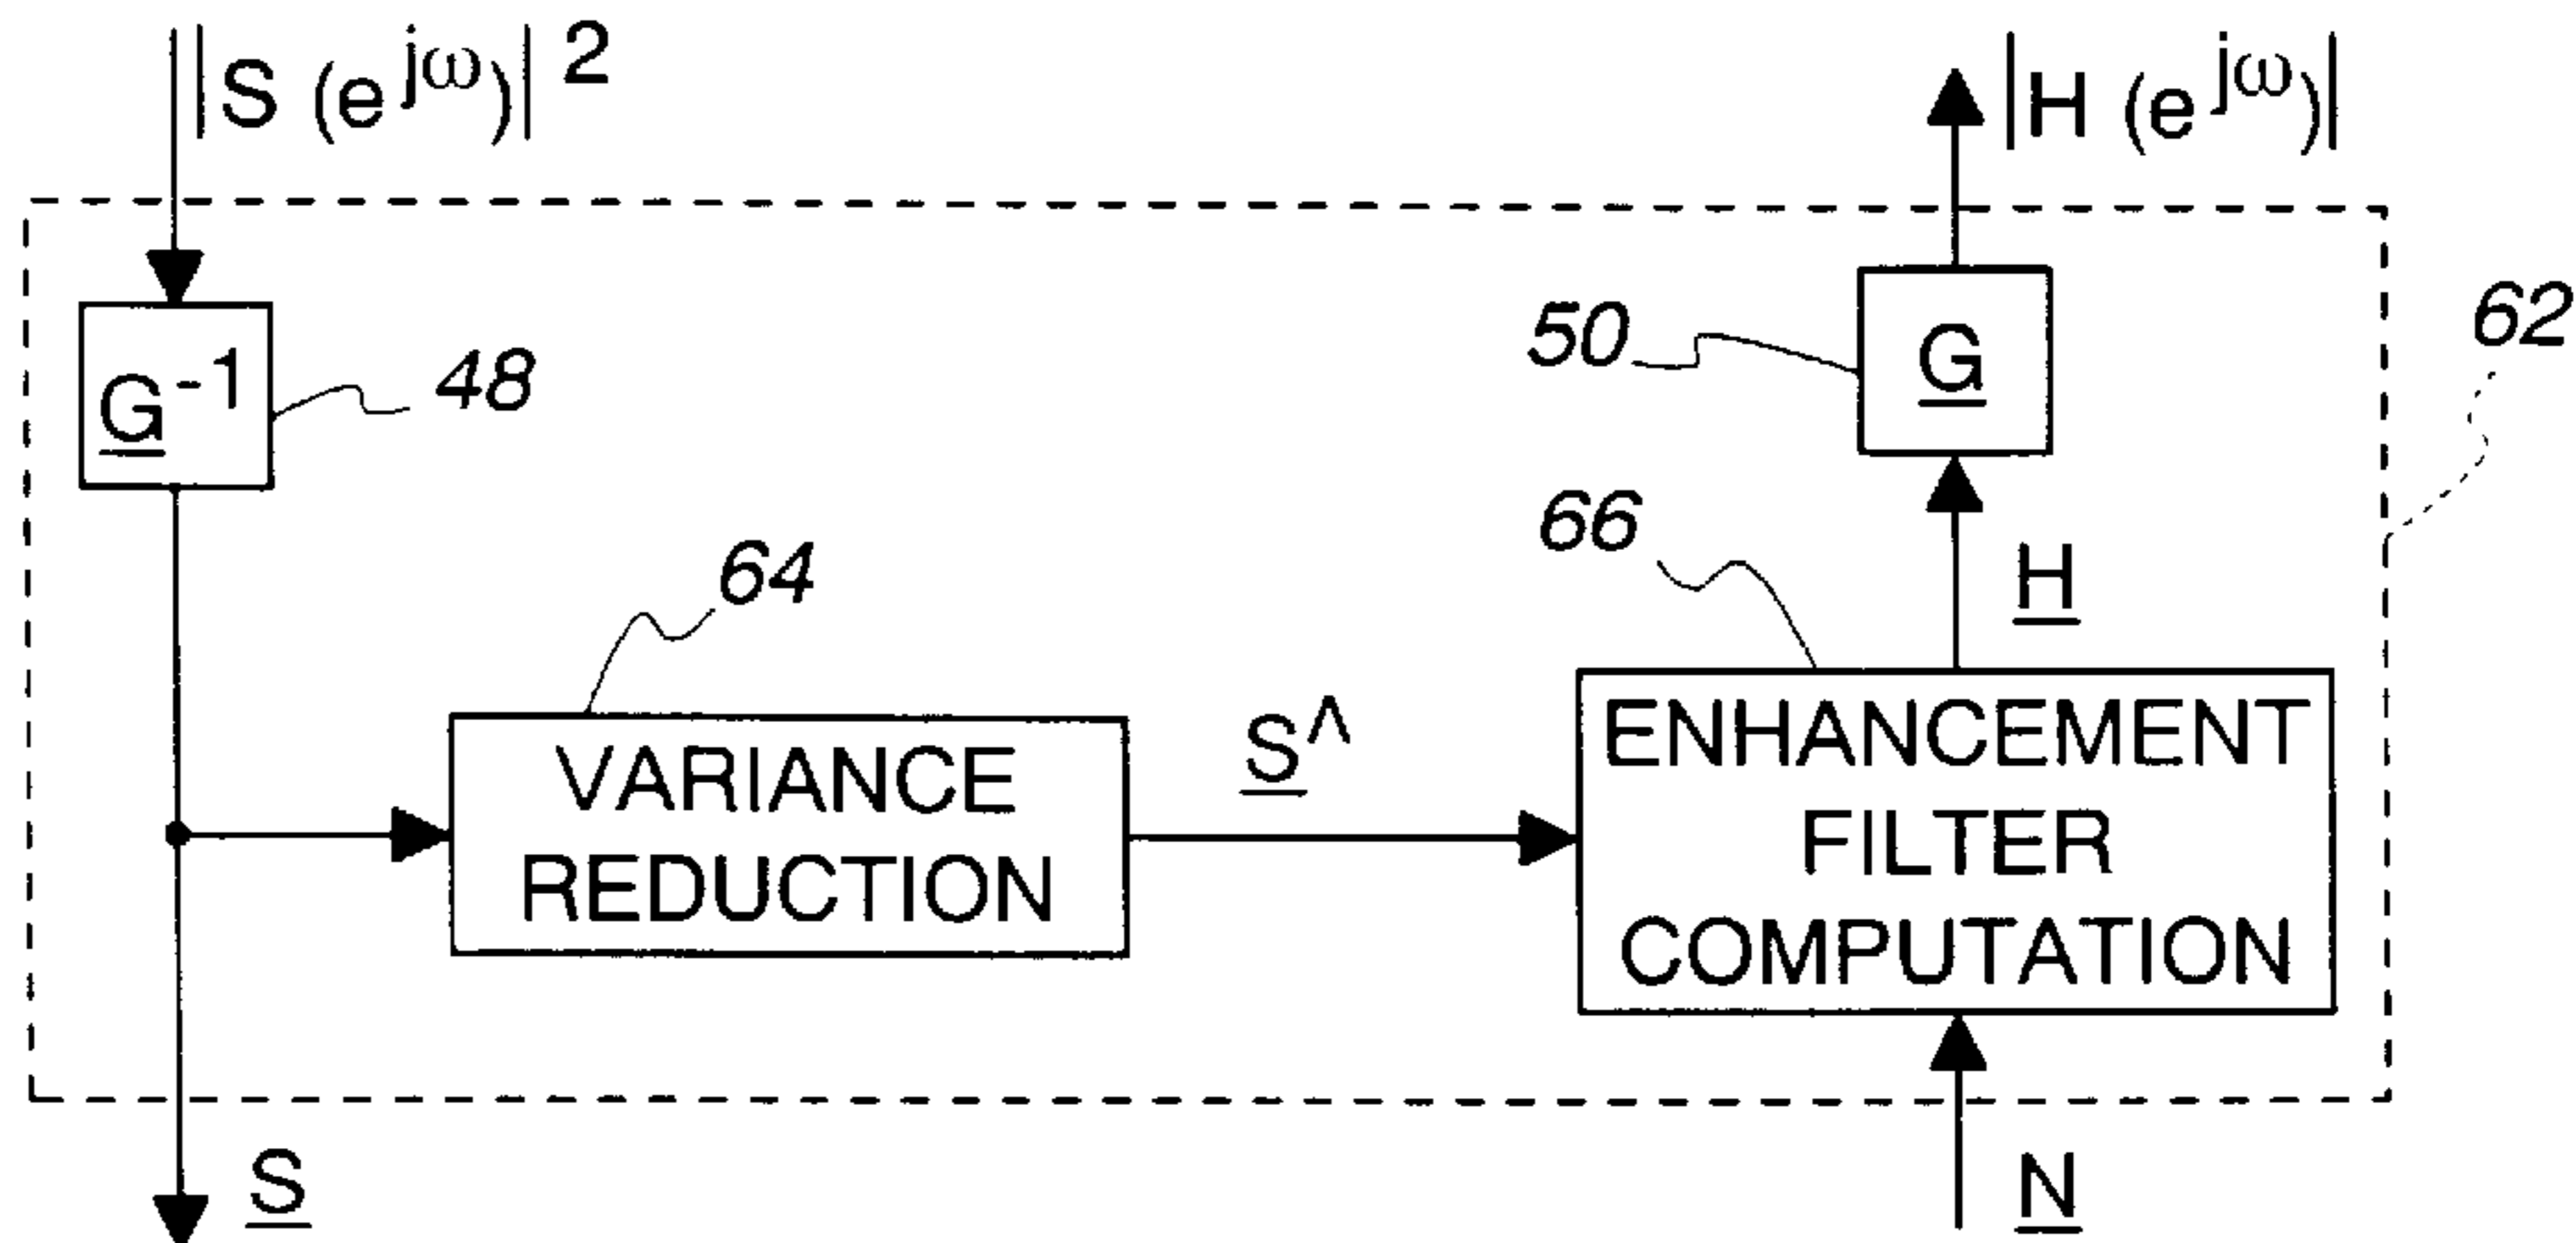 |S (e^jω)| 2
|H (e^jω)|
G-1
48
50
G
62
64
66
H
VARIANCE
REDUCTION
S^
ENHANCEMENT
FILTER
COMPUTATION
S
N